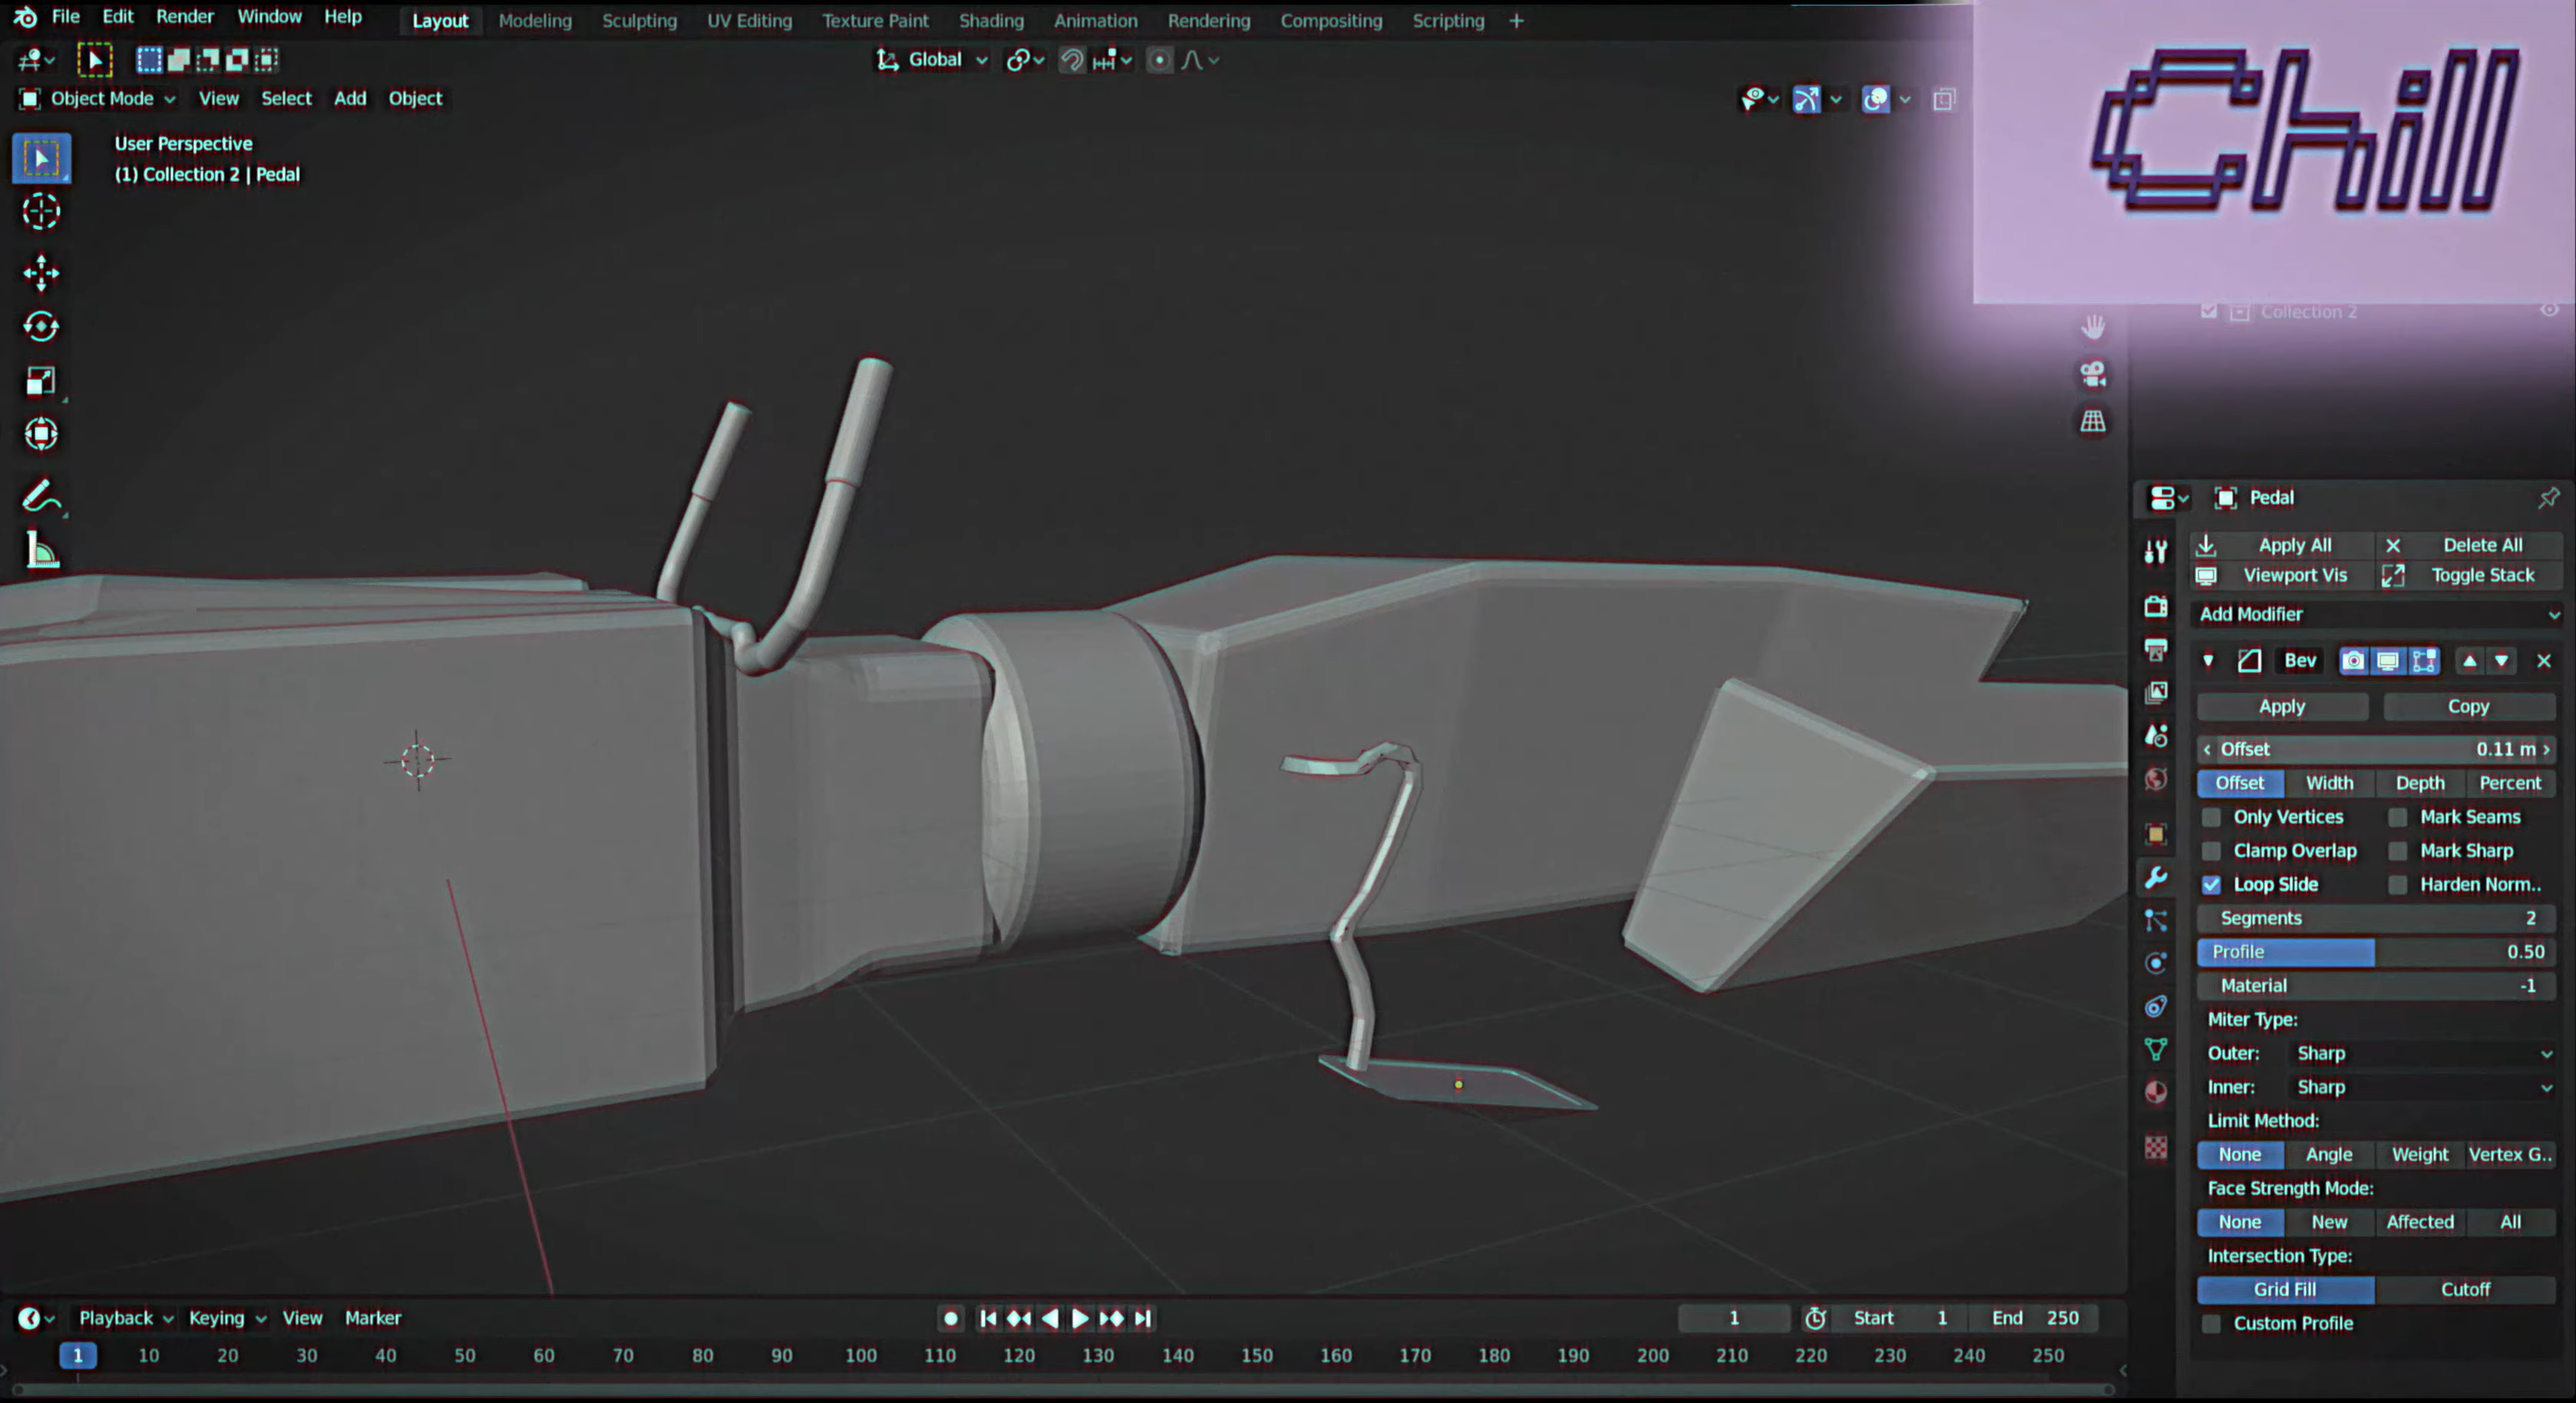 File Edit Render Window Help Layout Modeling Sculpting UV Editing Texture Paint Shading Animation Rendering Compositing Scripting +
Chill
Global
Object Mode View Select Add Object
User Perspective
(1) Collection 2 | Pedal
Collection 2
Pedal
Apply All Delete All
Viewport Vis Toggle Stack
Add Modifier
Bev
Apply Copy
Offset 0.11 m
Offset Width Depth Percent
Only Vertices Mark Seams
Clamp Overlap Mark Sharp
Loop Slide Harden Norm..
Segments 2
Profile 0.50
Material -1
Miter Type:
Outer: Sharp
Inner: Sharp
Limit Method:
None Angle Weight Vertex G..
Face Strength Mode:
None New Affected All
Intersection Type:
Grid Fill Cutoff
Custom Profile
Playback Keying View Marker 1 Start 1 End 250
1 10 20 30 40 50 60 70 80 90 100 110 120 130 140 150 160 170 180 190 200 210 220 230 240 250